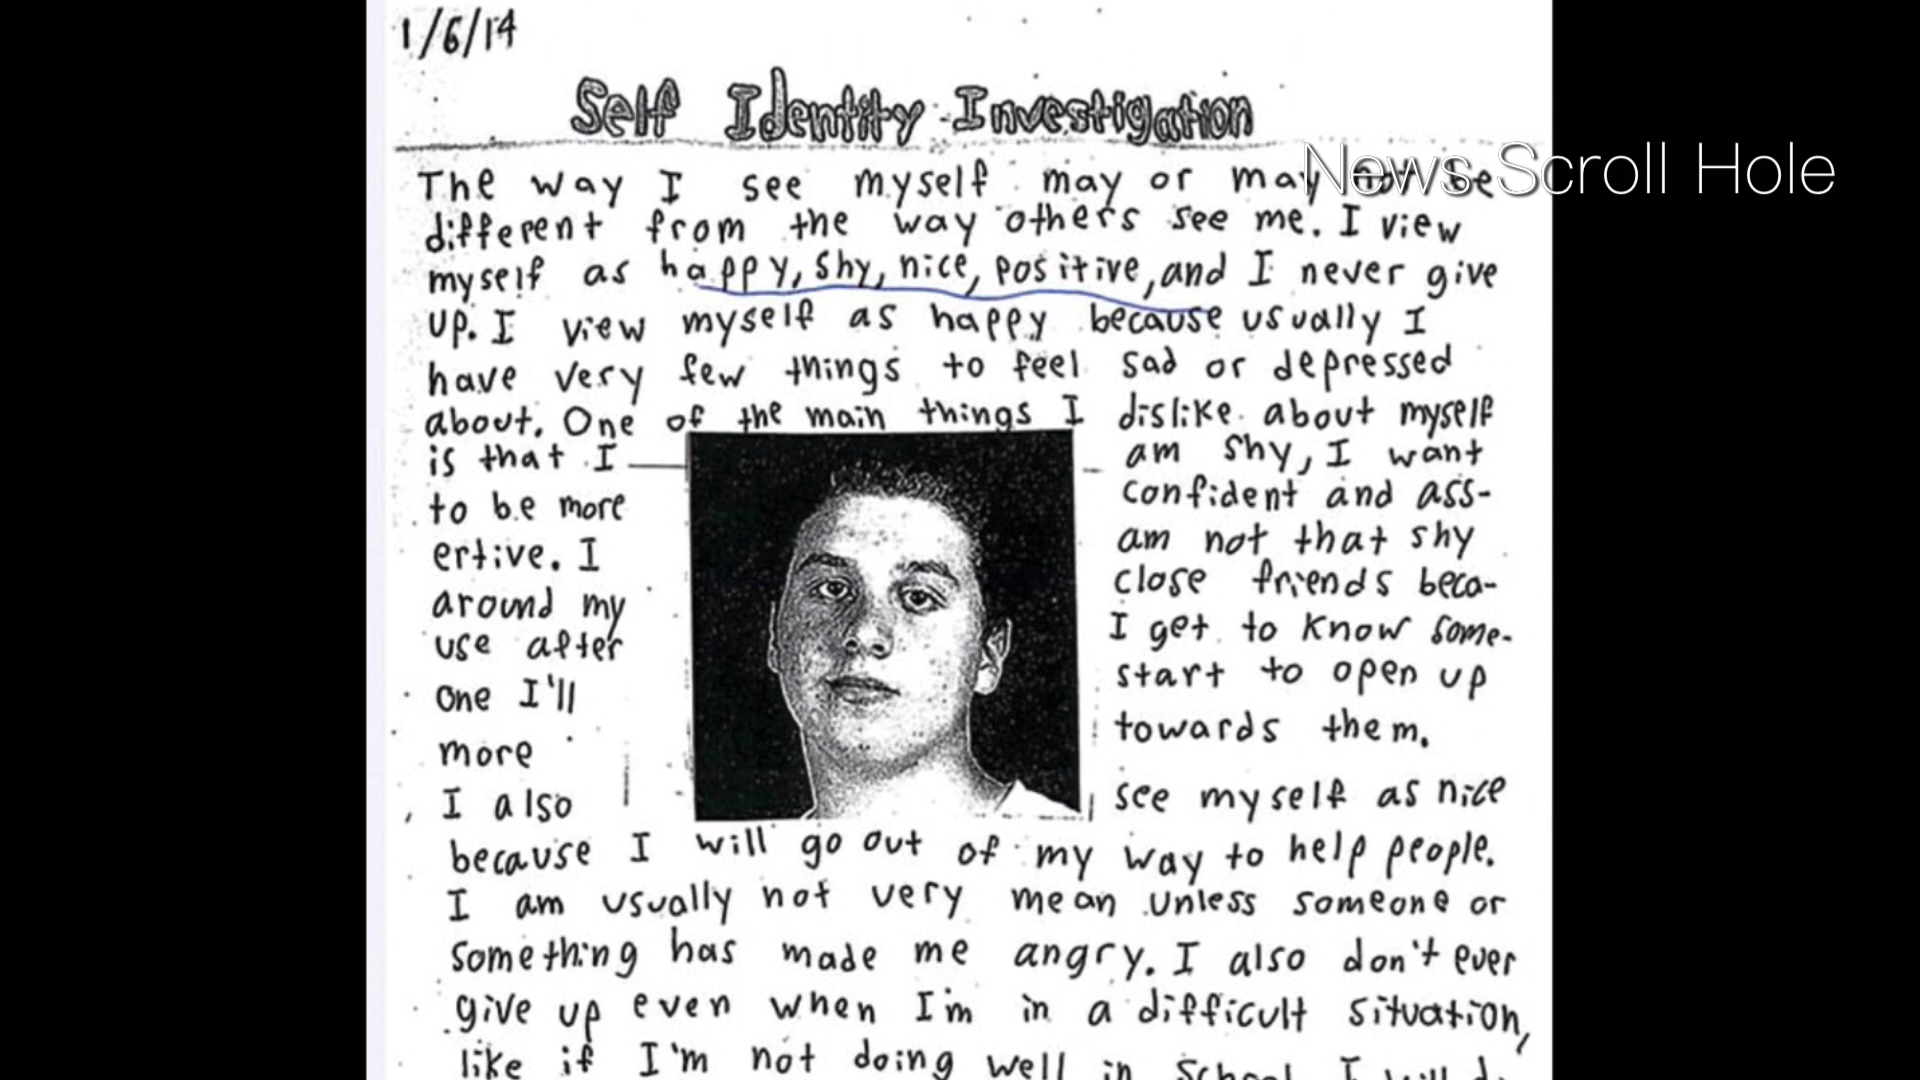 1/6/14
Self Identity Investigation
News Scroll Hole
The way I see myself may or may not be
different from the way others see me. I view
myself as happy, shy, nice, positive, and I never give
up. I view myself as happy because usually I
have very few things to feel sad or depressed
about. One of the main things I dislike about myself
is that I am shy, I want
to be more confident and ass-
ertive. I am not that shy
around my close friends beca-
use after I get to know some-
one I'll start to open up
more towards them.
I also see myself as nice
because I will go out of my way to help people.
I am usually not very mean unless someone or
something has made me angry. I also don't ever
give up even when I'm in a difficult situation,
like if I'm not doing well in school I will